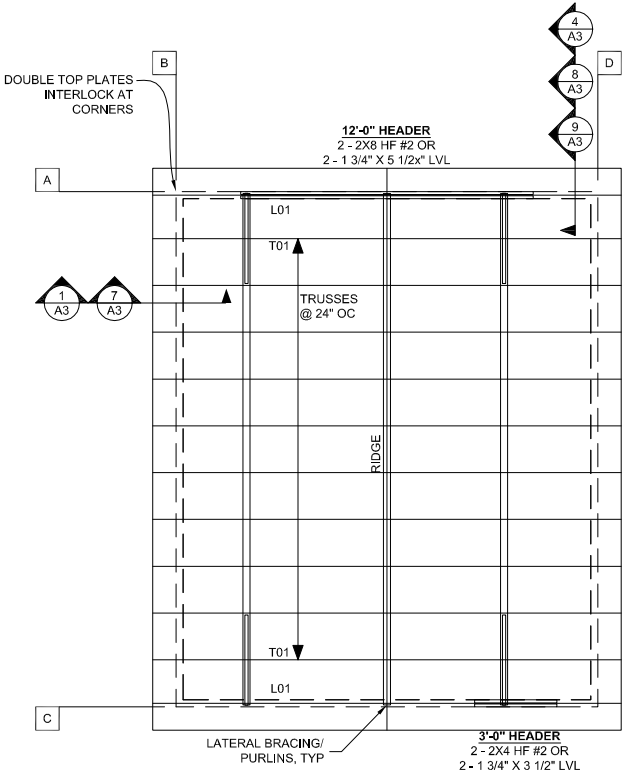 4
A3
8
A3
9
A3
B
D
DOUBLE TOP PLATES
INTERLOCK AT
CORNERS
12'-0" HEADER
2 - 2X8 HF #2 OR
2 - 1 3/4" X 5 1/2x" LVL
A
L01
T01
1
A3
7
A3
TRUSSES
@ 24" OC
RIDGE
T01
L01
C
LATERAL BRACING/
PURLINS, TYP
3'-0" HEADER
2 - 2X4 HF #2 OR
2 - 1 3/4" X 3 1/2" LVL